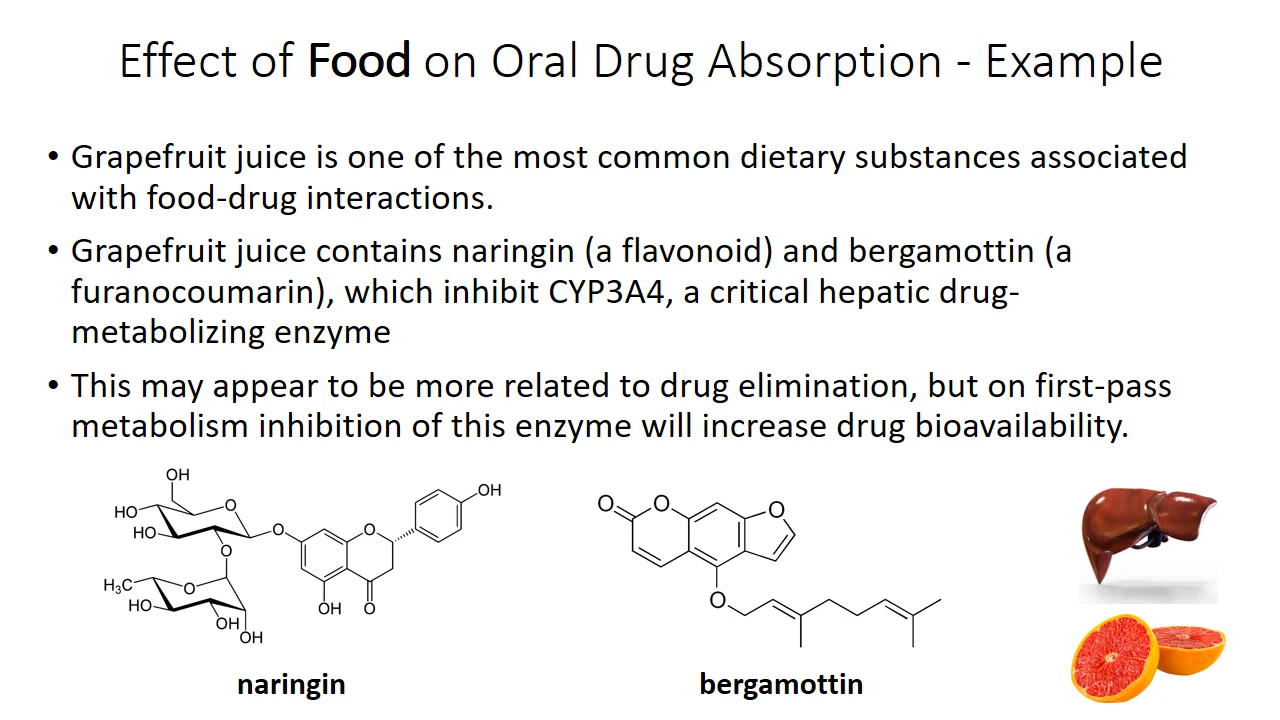 Effect of Food on Oral Drug Absorption - Example
• Grapefruit juice is one of the most common dietary substances associated
with food-drug interactions.
• Grapefruit juice contains naringin (a flavonoid) and bergamottin (a
furanocoumarin), which inhibit CYP3A4, a critical hepatic drug-
metabolizing enzyme
• This may appear to be more related to drug elimination, but on first-pass
metabolism inhibition of this enzyme will increase drug bioavailability.
OH
HO
O
HO
O
O
O
OH
H₃C
O
HO
OH
OH
OH
O
naringin
O
O
O
O
bergamottin